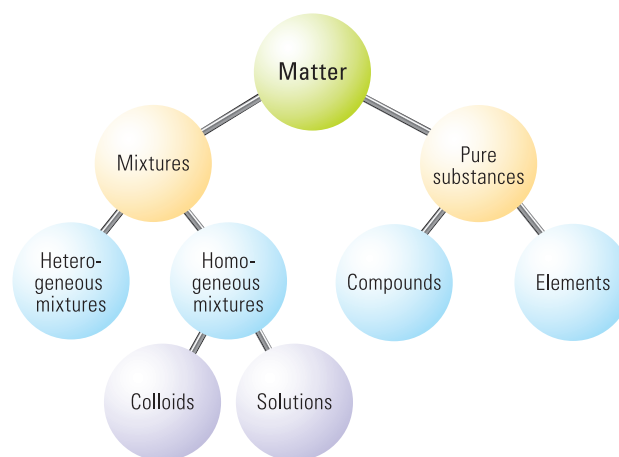 Matter
Mixtures
Pure
substances
Hetero-
geneous
mixtures
Homo-
geneous
mixtures
Compounds
Elements
Colloids
Solutions